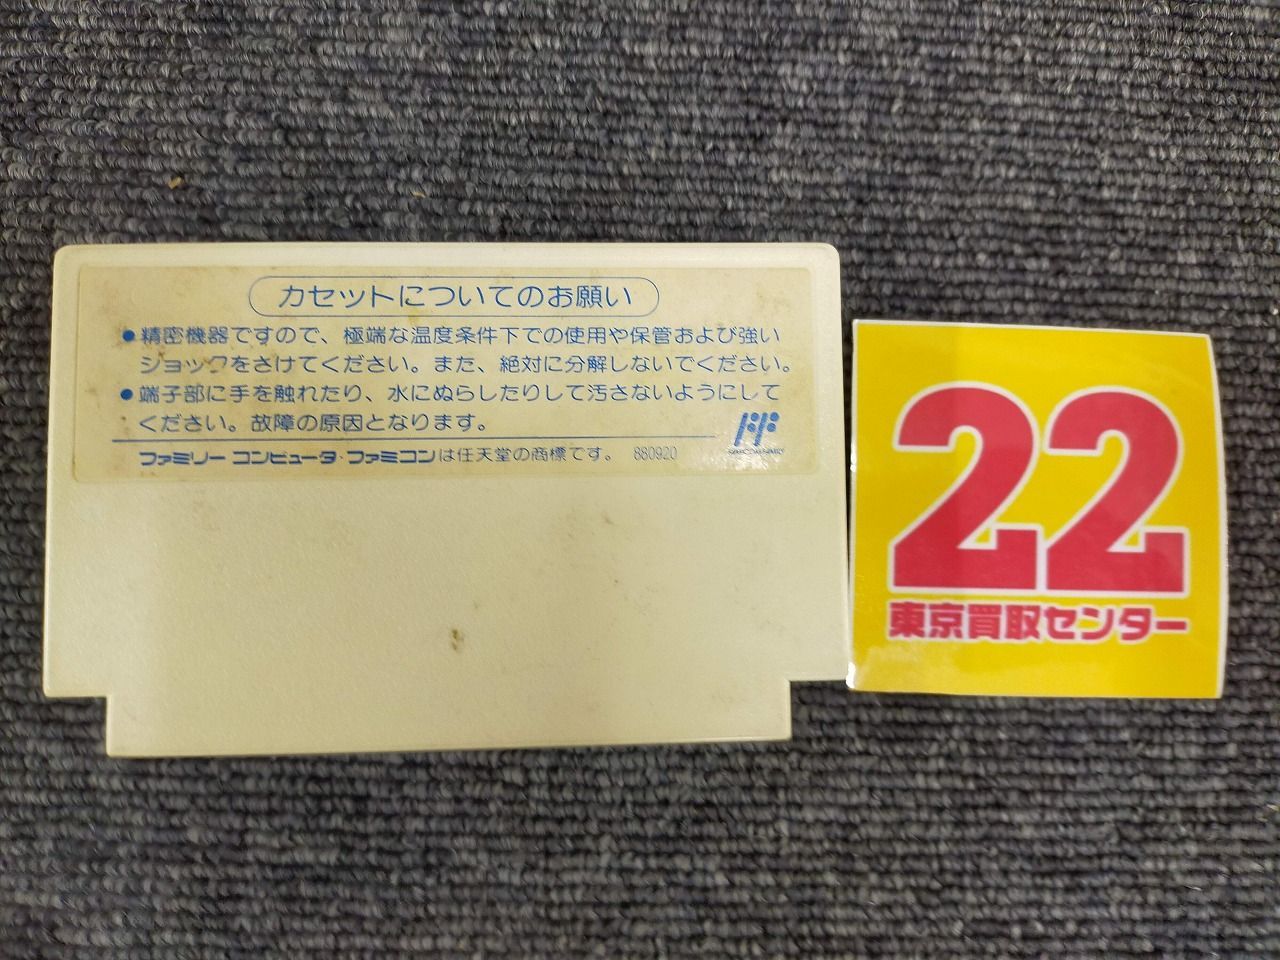 カセットについてのお願い
●精密機器ですので、極端な温度条件下での使用や保管および強い
ショックをさけてください。また、絶対に分解しないでください。
●端子部に手を触れたり、水にぬらしたりして汚さないようにして
ください。故障の原因となります。
FF
FAMICOM FAMILY
ファミリーコンピュータ・ファミコンは任天堂の商標です。 880920
22
東京買取センター